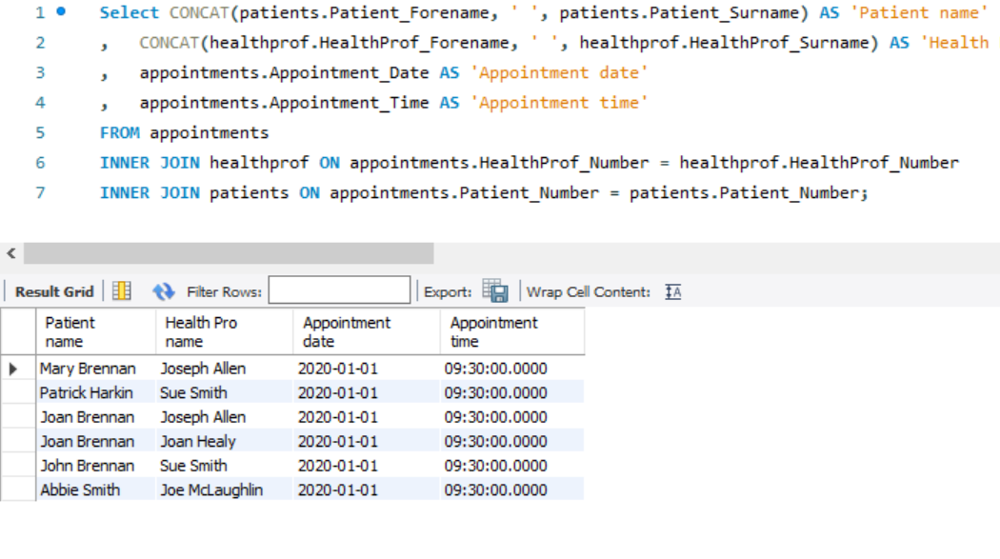 1 Select CONCAT(patients.Patient_Forename, ' ', patients.Patient_Surname) AS 'Patient name'
2 , CONCAT(healthprof.HealthProf_Forename, ' ', healthprof.HealthProf_Surname) AS 'Health
3 , appointments.Appointment_Date AS 'Appointment date'
4 , appointments.Appointment_Time AS 'Appointment time'
5 FROM appointments
6 INNER JOIN healthprof ON appointments.HealthProf_Number = healthprof.HealthProf_Number
7 INNER JOIN patients ON appointments.Patient_Number = patients.Patient_Number;
Result Grid Filter Rows: Export: Wrap Cell Content: IA
Patient Health Pro Appointment Appointment
name name date time
Mary Brennan Joseph Allen 2020-01-01 09:30:00.0000
Patrick Harkin Sue Smith 2020-01-01 09:30:00.0000
Joan Brennan Joseph Allen 2020-01-01 09:30:00.0000
Joan Brennan Joan Healy 2020-01-01 09:30:00.0000
John Brennan Sue Smith 2020-01-01 09:30:00.0000
Abbie Smith Joe McLaughlin 2020-01-01 09:30:00.0000